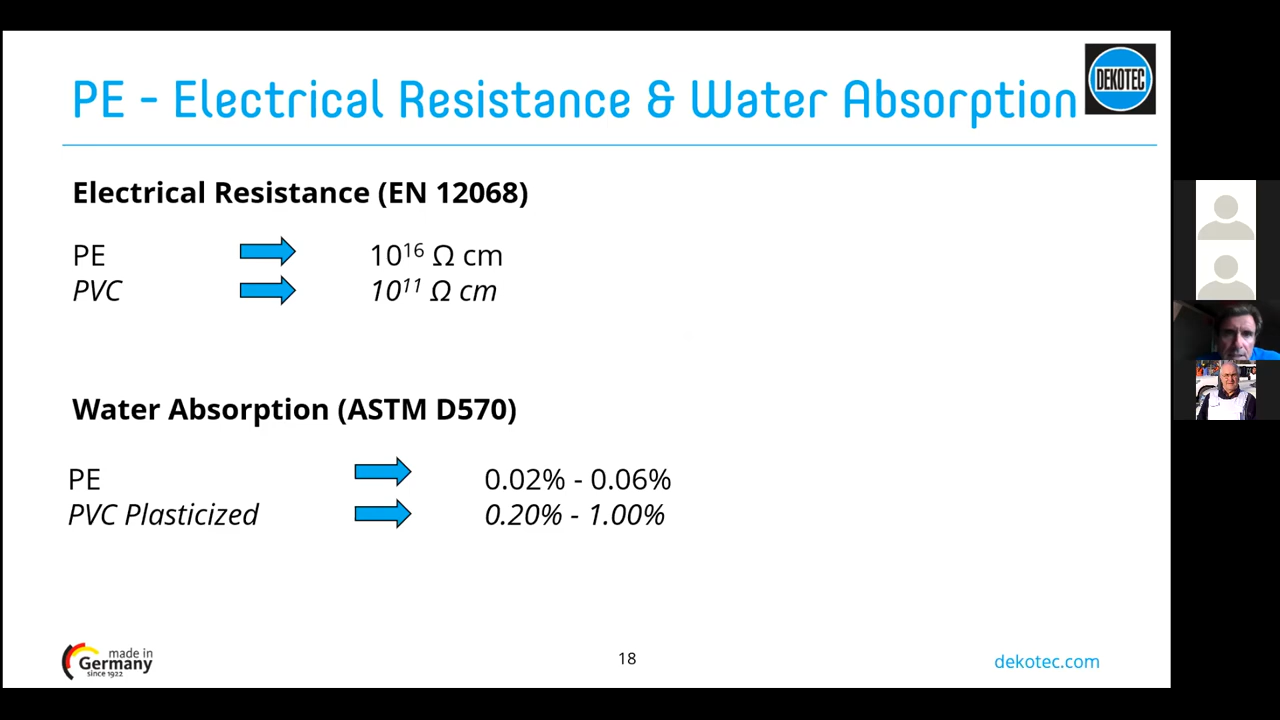 PE - Electrical Resistance & Water Absorption
DEKOTEC
Electrical Resistance (EN 12068)
PE 10¹⁶ Ω cm
PVC 10¹¹ Ω cm
Water Absorption (ASTM D570)
PE 0.02% - 0.06%
PVC Plasticized 0.20% - 1.00%
made in
Germany
since 1922
18
dekotec.com